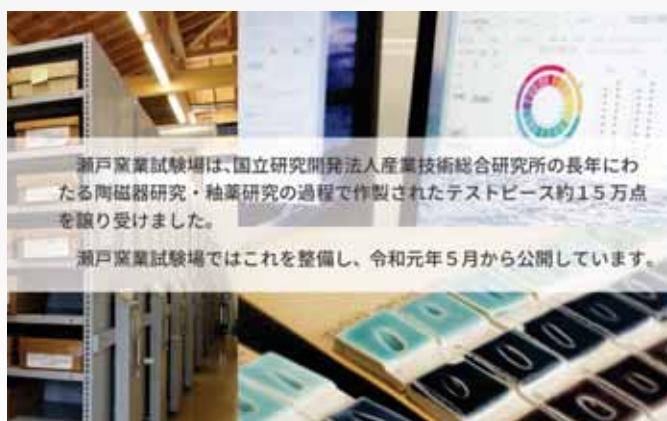 瀬戸窯業試験場は、国立研究開発法人産業技術総合研究所の長年にわ
たる陶磁器研究・釉薬研究の過程で作製されたテストピース約15万点
を譲り受けました。
瀬戸窯業試験場ではこれを整備し、令和元年5月から公開しています。